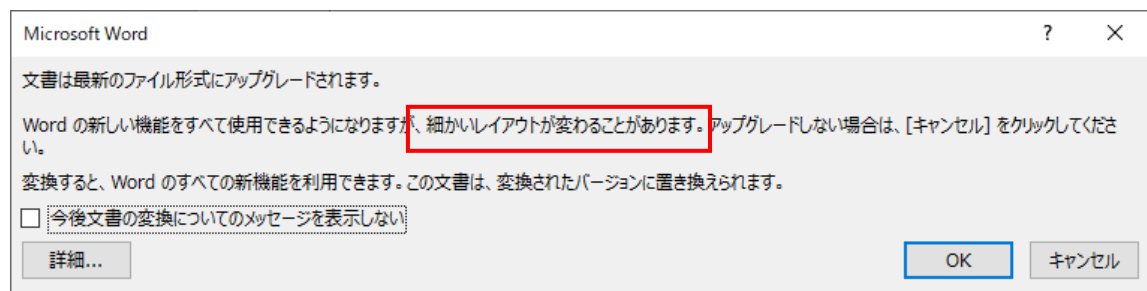 Microsoft Word ? ×
文書は最新のファイル形式にアップグレードされます。
Word の新しい機能をすべて使用できるようになりますが、細かいレイアウトが変わることがあります。アップグレードしない場合は、[キャンセル] をクリックしてくださ
い。
変換すると、Word のすべての新機能を利用できます。この文書は、変換されたバージョンに置き換えられます。
今後文書の変換についてのメッセージを表示しない
詳細... OK キャンセル